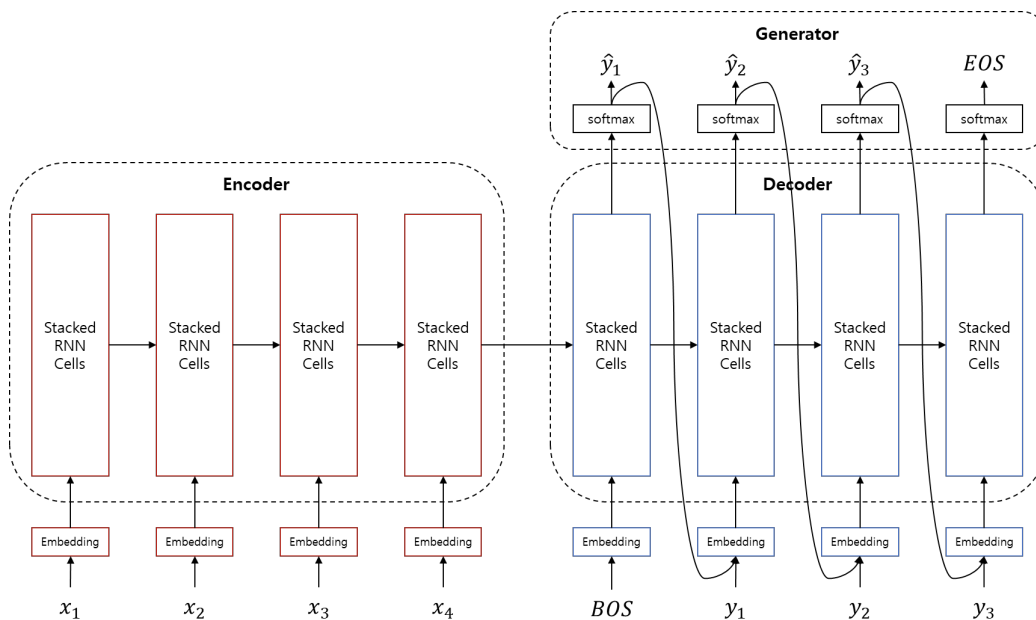 Generator
ŷ₁ ŷ₂ ŷ₃ EOS
softmax softmax softmax softmax
Encoder Decoder
Stacked Stacked Stacked Stacked Stacked Stacked Stacked Stacked
RNN RNN RNN RNN RNN RNN RNN RNN
Cells Cells Cells Cells Cells Cells Cells Cells
Embedding Embedding Embedding Embedding Embedding Embedding Embedding Embedding
x₁ x₂ x₃ x₄ BOS y₁ y₂ y₃